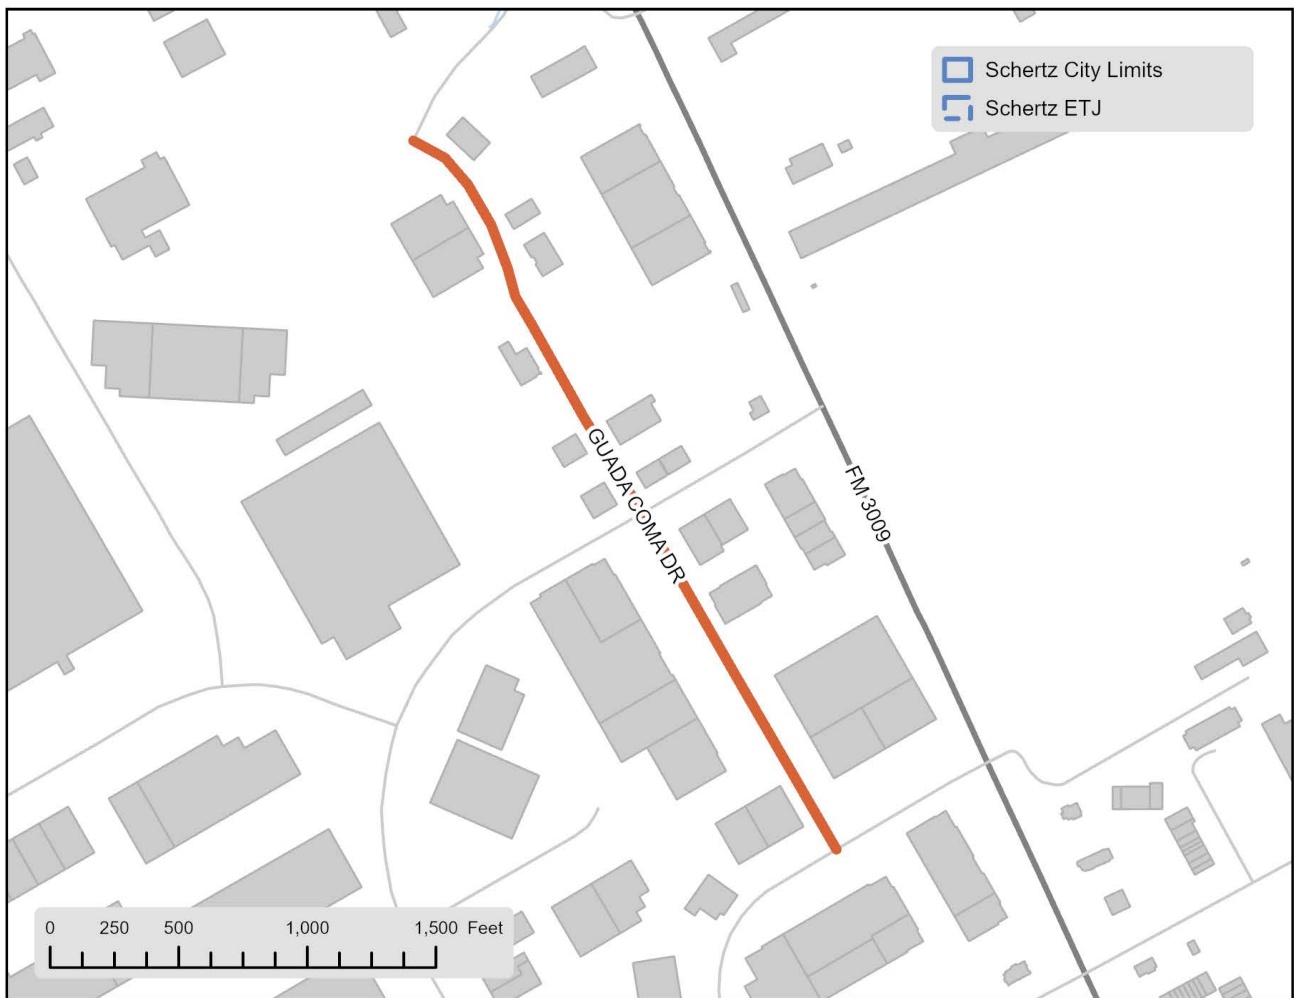 Schertz City Limits
Schertz ETJ
GUADA COMA DR
FM 3009
0 250 500 1,000 1,500 Feet